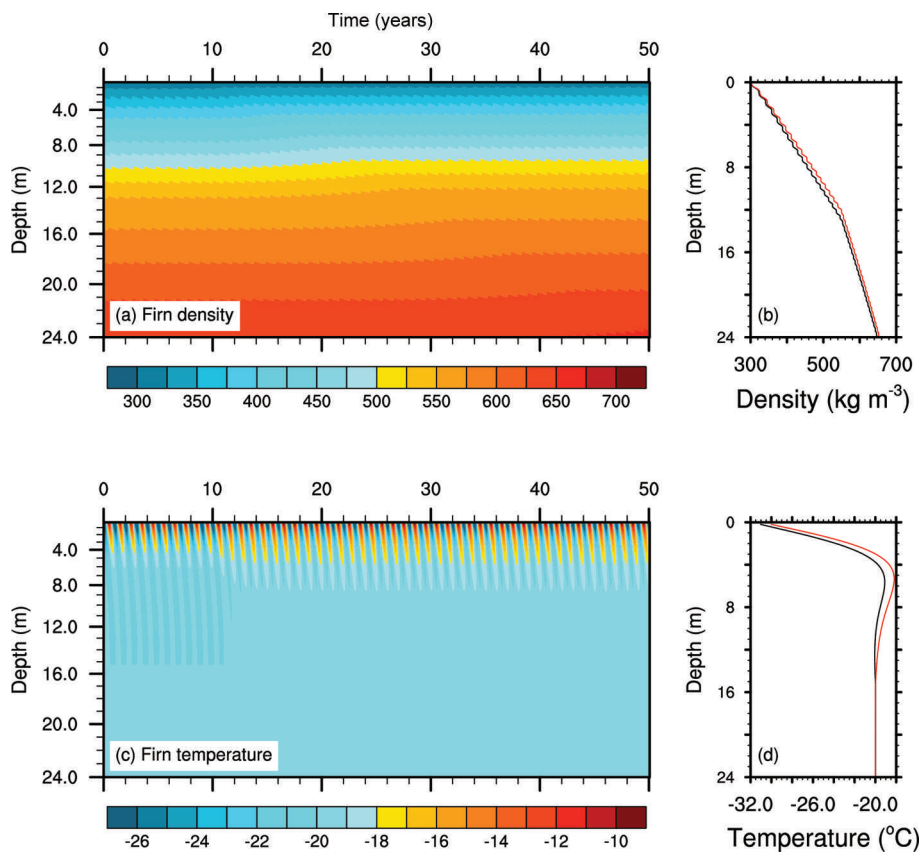 Time (years)
0 10 20 30 40 50
Depth (m)
4.0
8.0
12.0
16.0
20.0
24.0
(a) Firn density
300 350 400 450 500 550 600 650 700
Depth (m)
0
8
16
24
(b)
300 500 700
Density (kg m⁻³)
0 10 20 30 40 50
Depth (m)
4.0
8.0
12.0
16.0
20.0
24.0
(c) Firn temperature
-26 -24 -22 -20 -18 -16 -14 -12 -10
Depth (m)
0
8
16
24
(d)
-32.0 -26.0 -20.0
Temperature (°C)